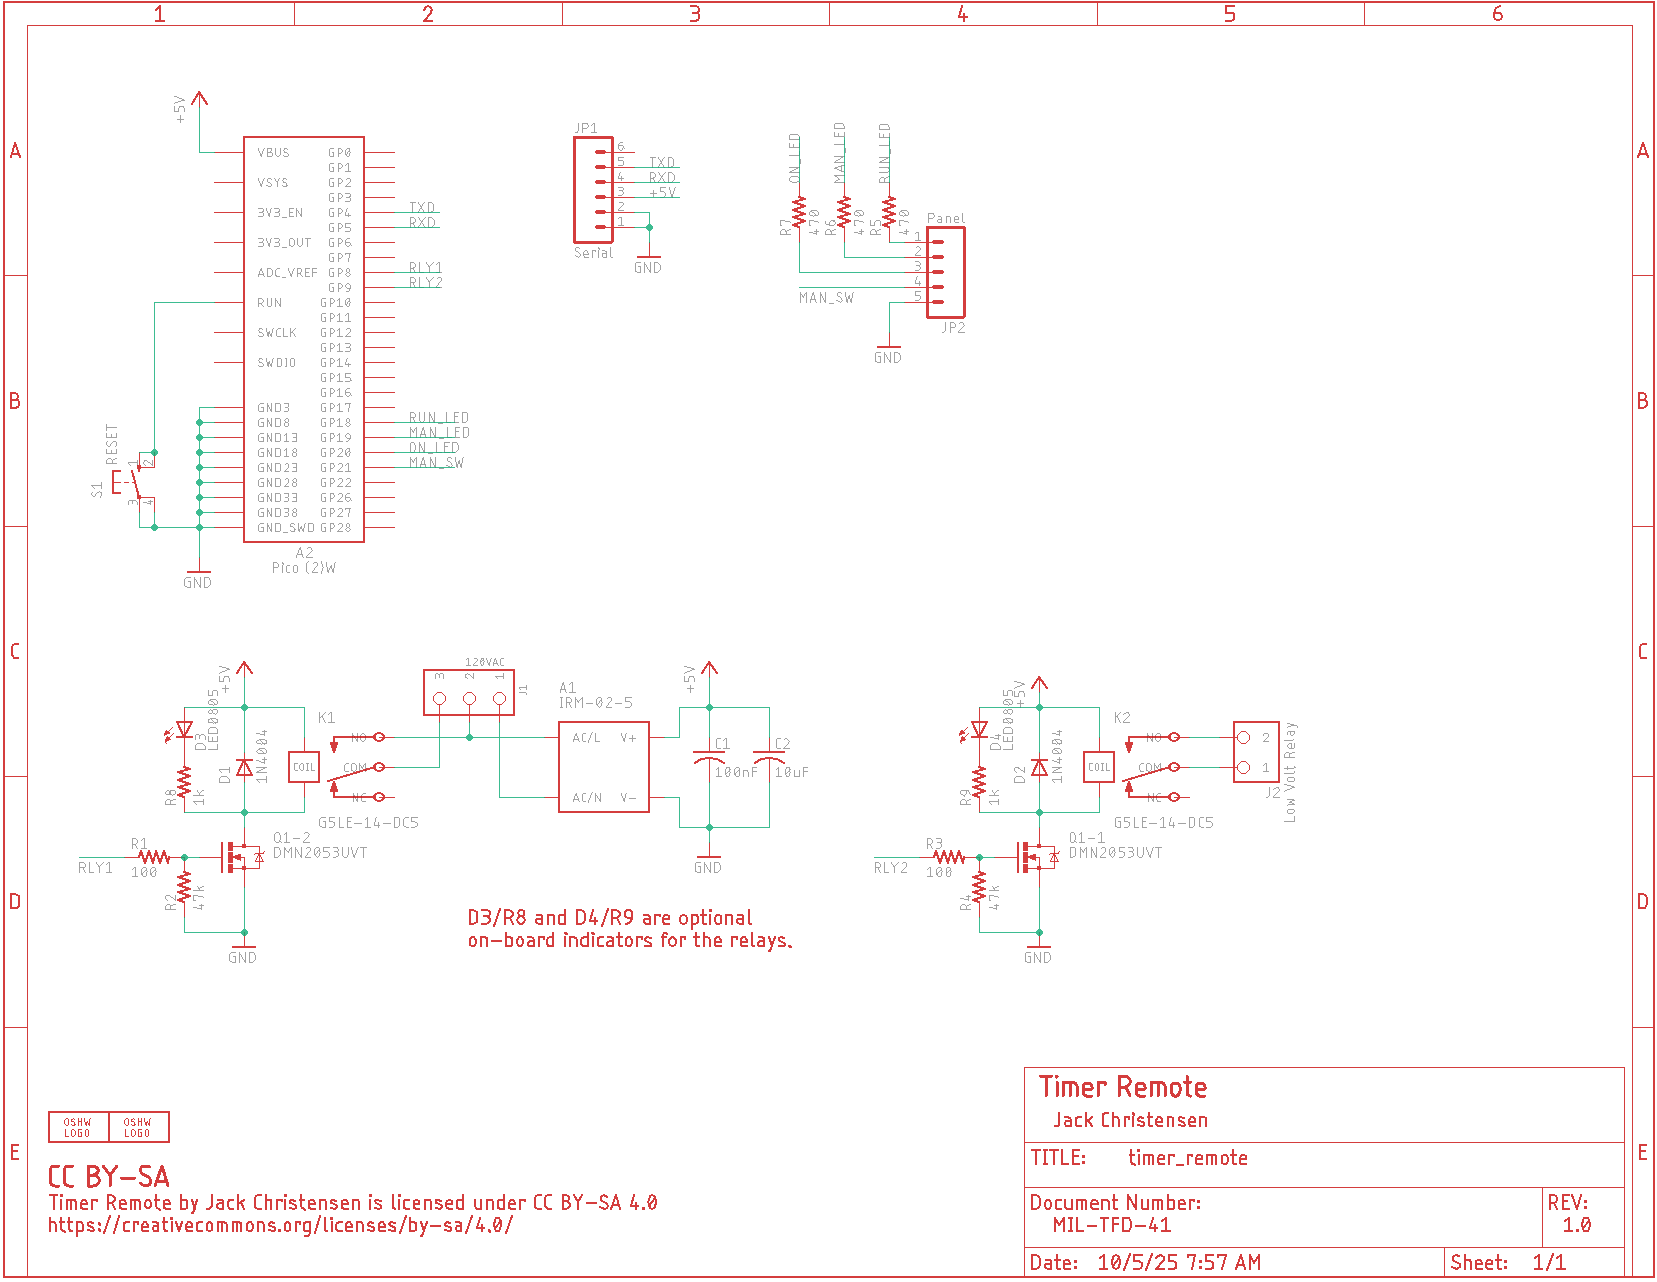 1 2 3 4 5 6
A A
B B
C C
D D
E E
+5V
VBUS GP0
GP1
VSYS GP2
GP3
3V3_EN GP4 TXD
GP5 RXD
3V3_OUT GP6
GP7
ADC_VREF GP8 RLY1
GP9 RLY2
RUN GP10
GP11
SWCLK GP12
GP13
SWDIO GP14
GP15
GP16
GND3 GP17
GND8 GP18 RUN_LED
GND13 GP19 MAN_LED
GND18 GP20 ON_LED
GND23 GP21 MAN_SW
GND28 GP22
GND33 GP26
GND38 GP27
GND_SWD GP28
A2
Pico (2)W
GND
S1
RESET
1 2
3 4
JP1
6
5 TXD
4 RXD
3 +5V
2
1
Serial
GND
ON_LED MAN_LED RUN_LED
R7 470 R6 470 R5 470
Panel
1
2
3
4
5
MAN_SW
JP2
GND
+5V
D3
LED0805
R8
1k
D1
1N4004
COIL
K1
NO
COM
NC
G5LE-14-DC5
RLY1
R1
100
R2
47k
Q1-2
DMN2053UVT
GND
120VAC
3 2 1
J1
A1
IRM-02-5
AC/L V+
AC/N V-
+5V
C1
100nF
C2
10uF
GND
D3/R8 and D4/R9 are optional
on-board indicators for the relays.
+5V
D4
LED0805
R9
1k
D2
1N4004
COIL
K2
NO
COM
NC
G5LE-14-DC5
2
1
J2
Low Volt Relay
RLY2
R3
100
R4
47k
Q1-1
DMN2053UVT
GND
OSHW
LOGO
OSHW
LOGO
CC BY-SA
Timer Remote by Jack Christensen is licensed under CC BY-SA 4.0
https://creativecommons.org/licenses/by-sa/4.0/
Timer Remote
Jack Christensen
TITLE: timer_remote
Document Number:
MIL-TFD-41
REV:
1.0
Date: 10/5/25 7:57 AM
Sheet: 1/1